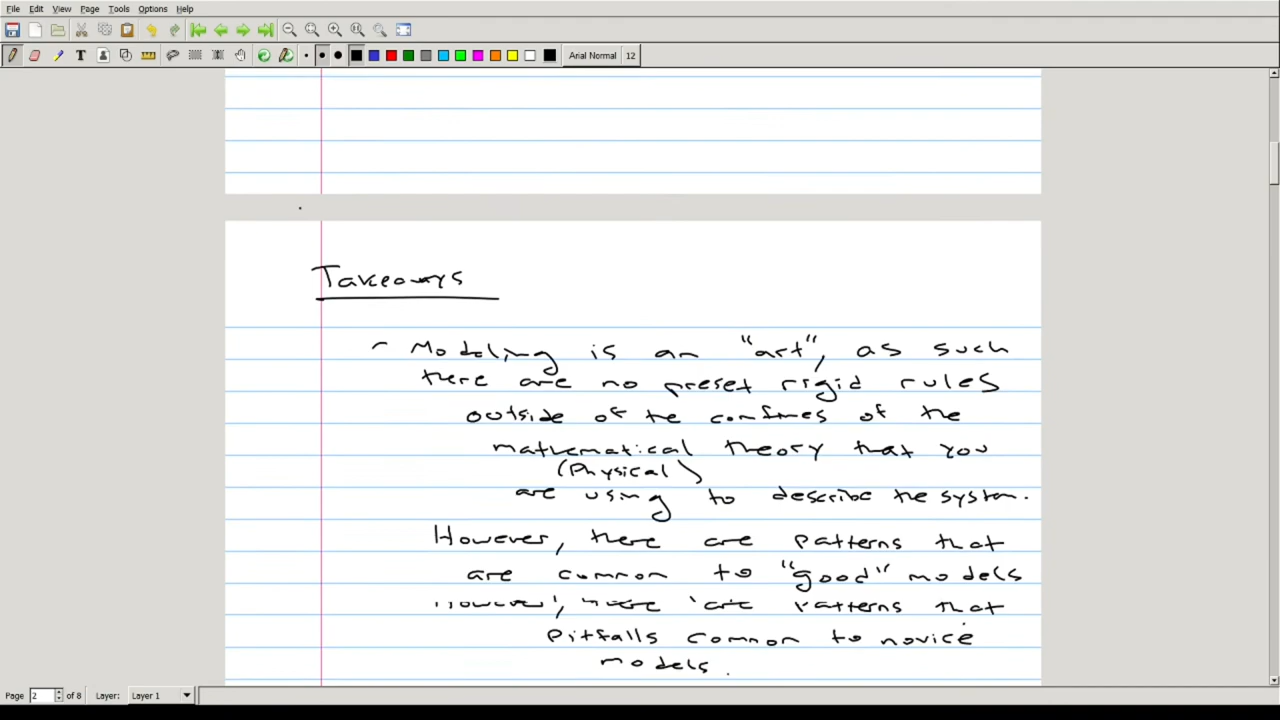 File Edit View Page Tools Options Help
Arial Normal 12
Takeaways
- Modeling is an "art", as such
there are no preset rigid rules
outside of the confines of the
mathematical theory that you
(Physical)
are using to describe the system.
However, there are patterns that
are common to "good" models
However, there are patterns that
pitfalls common to novice
models.
Page 2 of 8 Layer: Layer 1